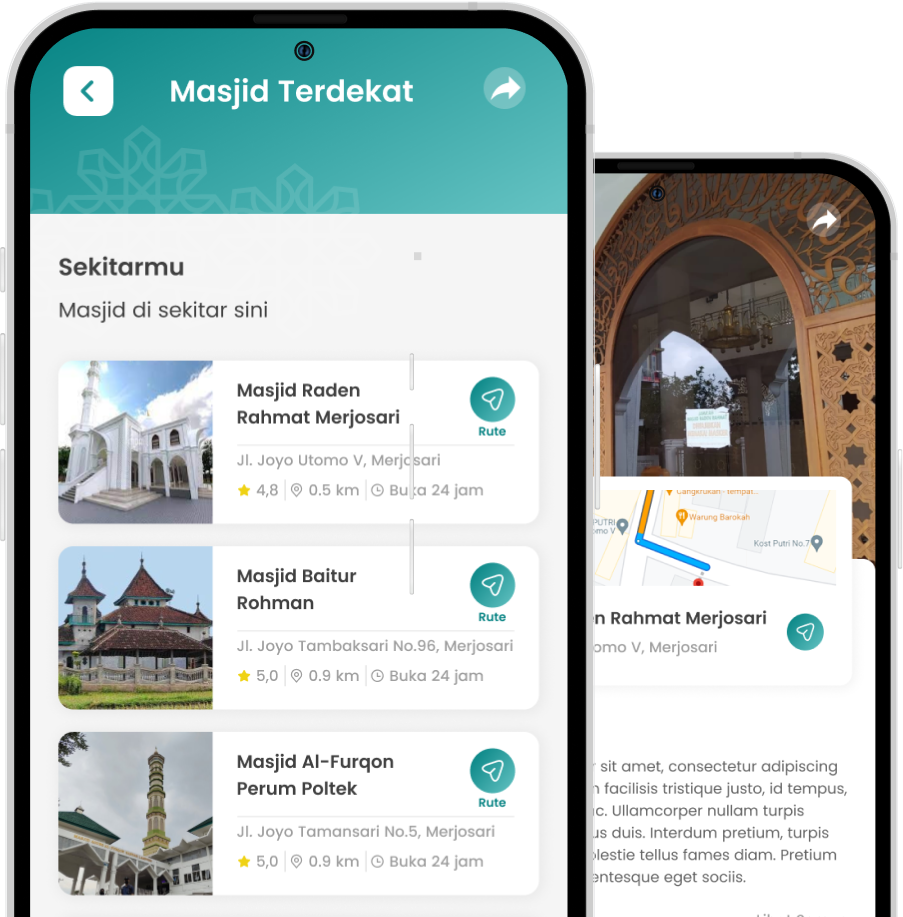 Masjid Terdekat
Sekitarmu
Masjid di sekitar sini
Masjid Raden
Rahmat Merjosari
Rute
Jl. Joyo Utomo V, Merjosari
4,8
0.5 km
Buka 24 jam
Masjid Baitur
Rohman
Rute
Jl. Joyo Tambaksari No.96, Merjosari
5,0
0.9 km
Buka 24 jam
Masjid Al-Furqon
Perum Poltek
Rute
Jl. Joyo Tamansari No.5, Merjosari
5,0
0.9 km
Buka 24 jam
Cangkrukan - tempat..
PUTRI
omo V
Warung Barokah
Kost Putri No.7
n Rahmat Merjosari
omo V, Merjosari
sit amet, consectetur adipiscing
facilisis tristique justo, id tempus,
Ullamcorper nullam turpis
us duis. Interdum pretium, turpis
lestie tellus fames diam. Pretium
entesque eget sociis.